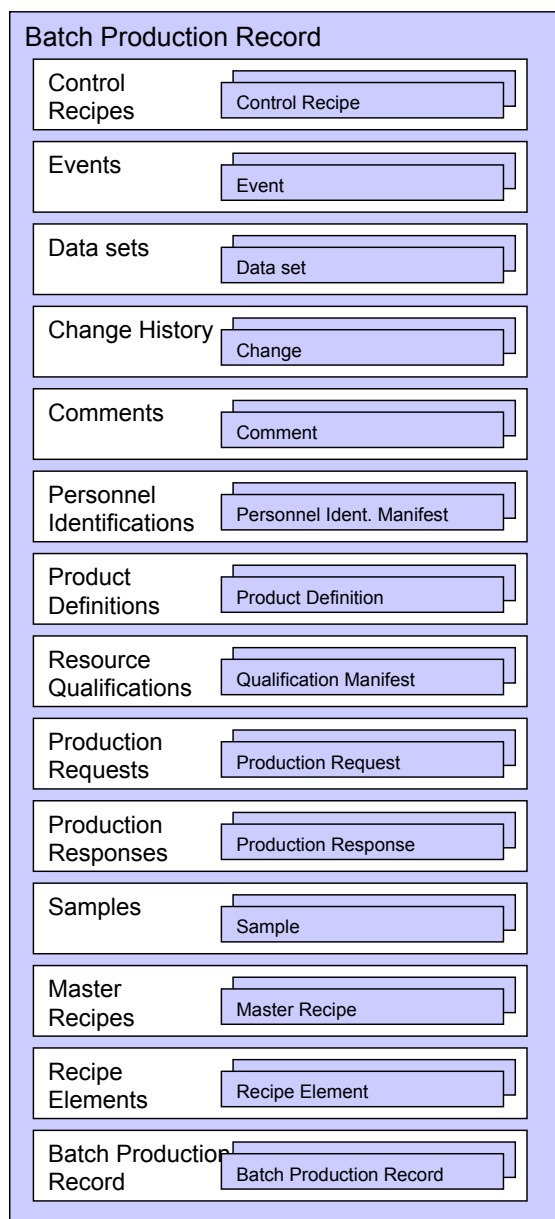 Batch Production Record
Control
Recipes
Control Recipe
Events
Event
Data sets
Data set
Change History
Change
Comments
Comment
Personnel
Identifications
Personnel Ident. Manifest
Product
Definitions
Product Definition
Resource
Qualifications
Qualification Manifest
Production
Requests
Production Request
Production
Responses
Production Response
Samples
Sample
Master
Recipes
Master Recipe
Recipe
Elements
Recipe Element
Batch Production
Record
Batch Production Record